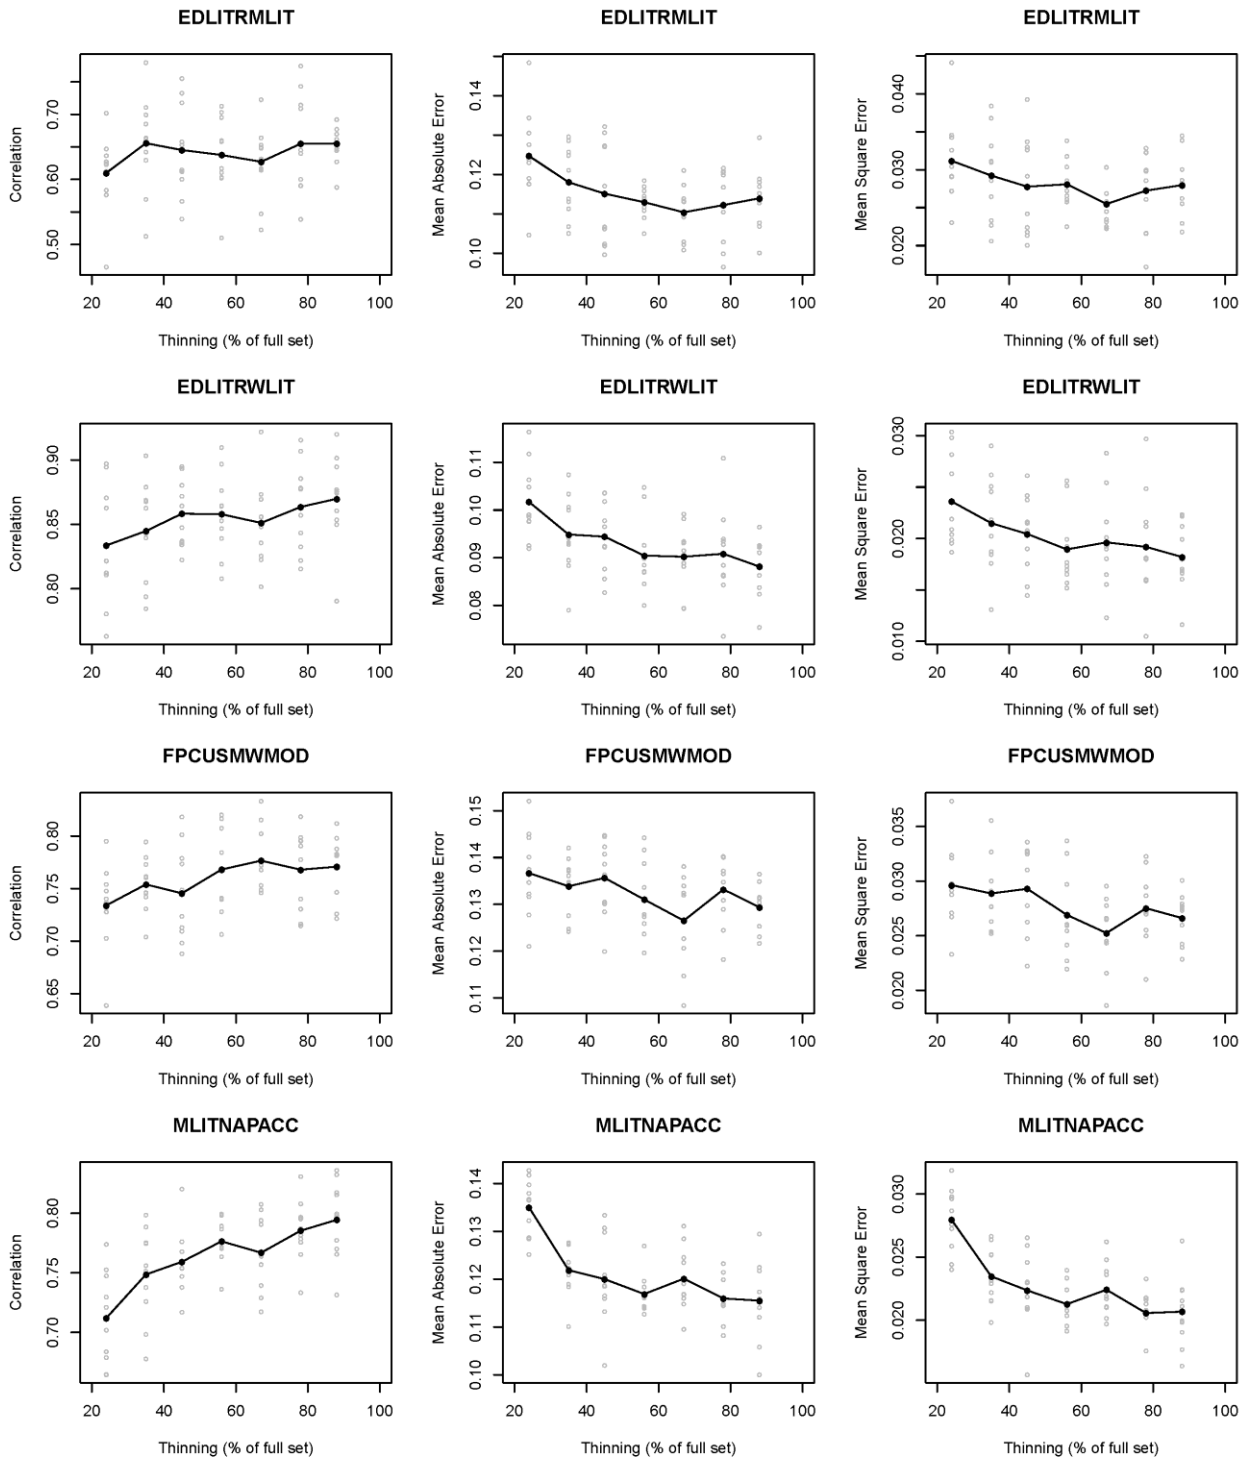 EDLITRMLIT
EDLITRMLIT
EDLITRMLIT
Correlation
0.50 0.60 0.70
20 40 60 80 100
Thinning (% of full set)
Mean Absolute Error
0.10 0.12 0.14
20 40 60 80 100
Thinning (% of full set)
Mean Square Error
0.020 0.030 0.040
20 40 60 80 100
Thinning (% of full set)
EDLITRWLIT
EDLITRWLIT
EDLITRWLIT
Correlation
0.80 0.85 0.90
20 40 60 80 100
Thinning (% of full set)
Mean Absolute Error
0.08 0.09 0.10 0.11
20 40 60 80 100
Thinning (% of full set)
Mean Square Error
0.010 0.020 0.030
20 40 60 80 100
Thinning (% of full set)
FPCUSMWMOD
FPCUSMWMOD
FPCUSMWMOD
Correlation
0.65 0.70 0.75 0.80
20 40 60 80 100
Thinning (% of full set)
Mean Absolute Error
0.11 0.12 0.13 0.14 0.15
20 40 60 80 100
Thinning (% of full set)
Mean Square Error
0.020 0.025 0.030 0.035
20 40 60 80 100
Thinning (% of full set)
MLITNAPACC
MLITNAPACC
MLITNAPACC
Correlation
0.70 0.75 0.80
20 40 60 80 100
Thinning (% of full set)
Mean Absolute Error
0.10 0.11 0.12 0.13 0.14
20 40 60 80 100
Thinning (% of full set)
Mean Square Error
0.020 0.025 0.030
20 40 60 80 100
Thinning (% of full set)